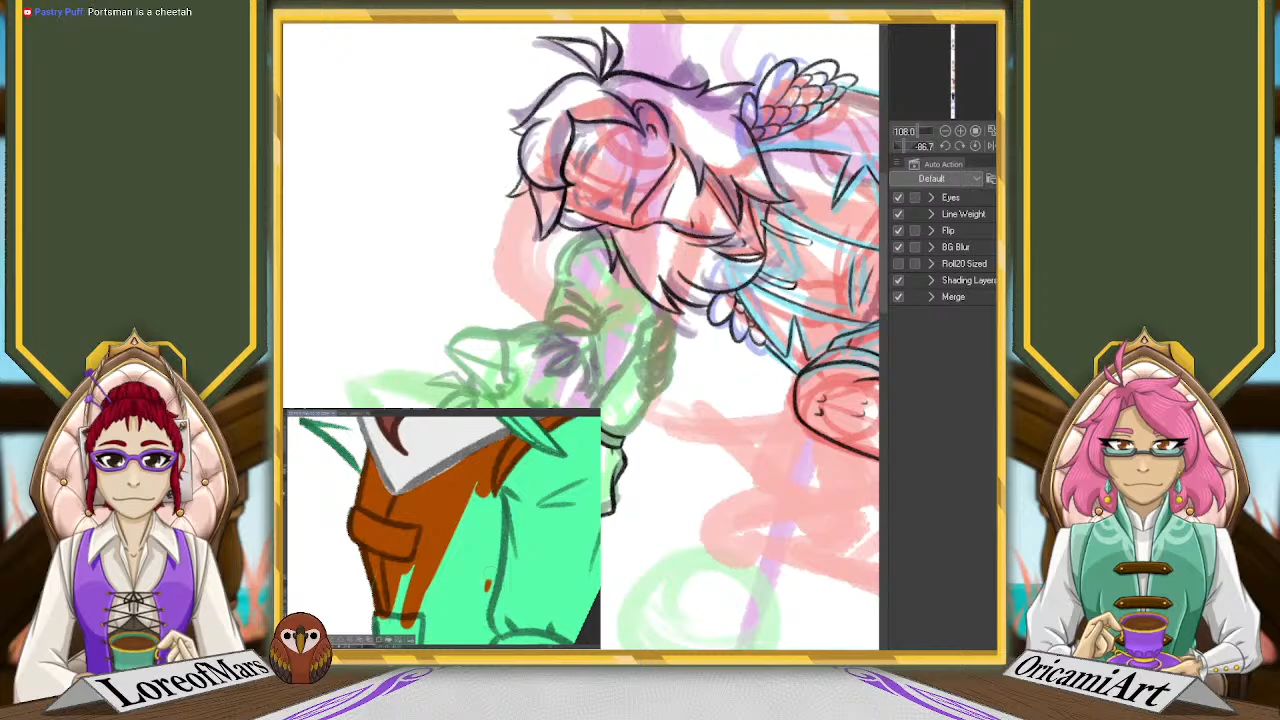 Pastry Puff: Portsman is a cheetah
108.0
-86.7
Auto Action
Default
Eyes
Line Weight
Flip
BG Blur
Roll20 Sized
Shading Layers
Merge
LoreofMars
OricamiArt